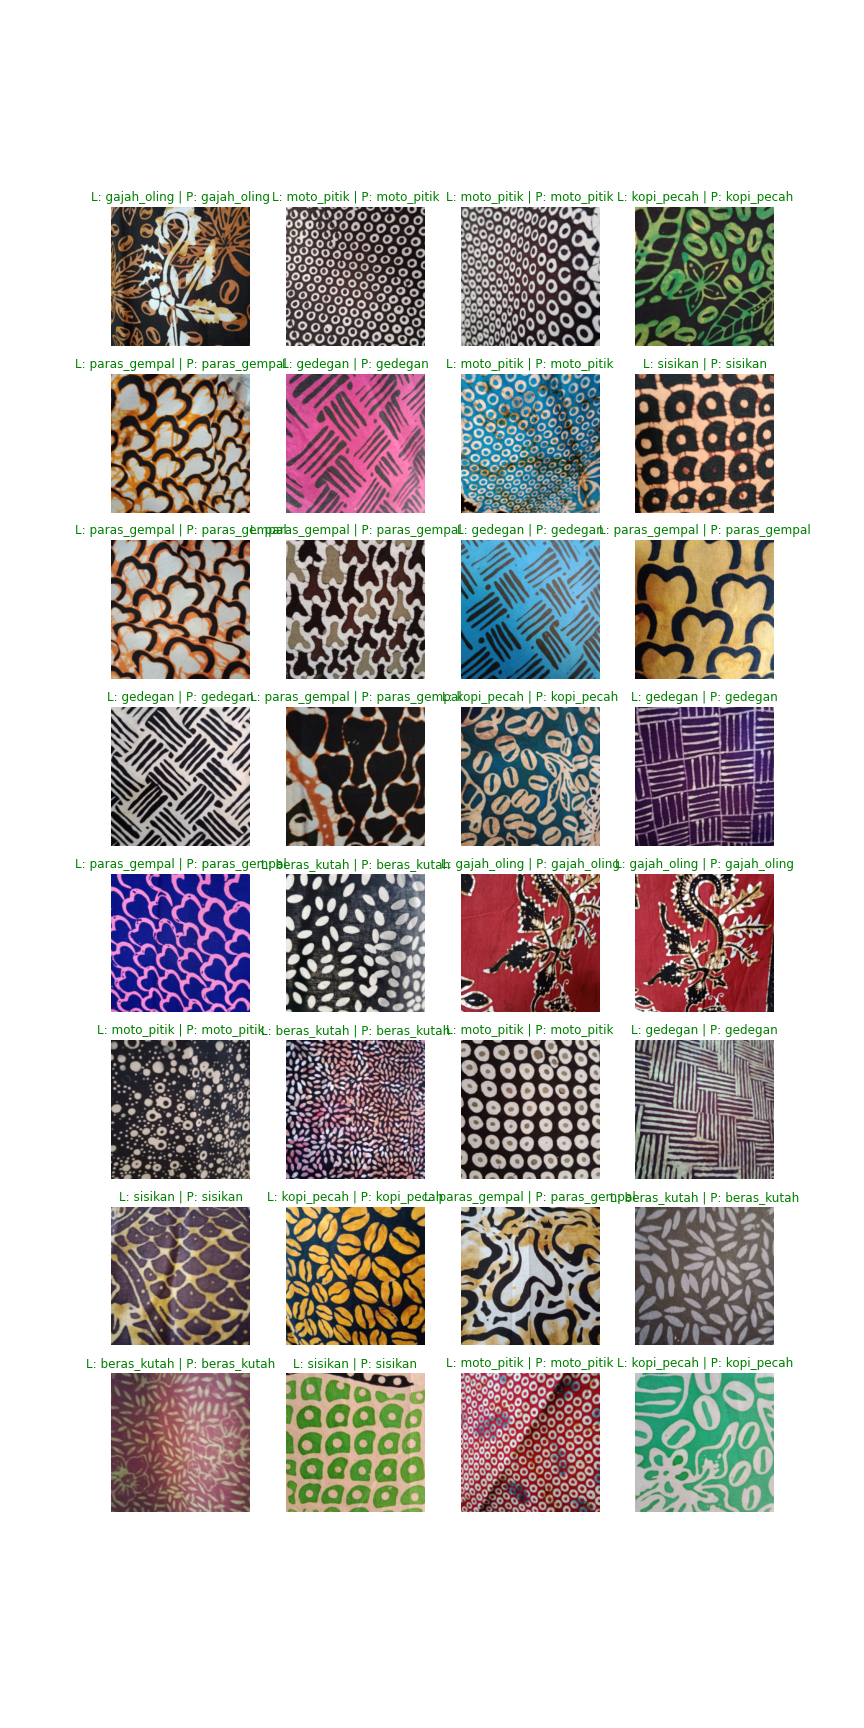 L: gajah_oling | P: gajah_oling
L: moto_pitik | P: moto_pitik
L: moto_pitik | P: moto_pitik
L: kopi_pecah | P: kopi_pecah
L: paras_gempal | P: paras_gempal
L: gedegan | P: gedegan
L: moto_pitik | P: moto_pitik
L: sisikan | P: sisikan
L: paras_gempal | P: paras_gempal
L: paras_gempal | P: paras_gempal
L: gedegan | P: gedegan
L: paras_gempal | P: paras_gempal
L: gedegan | P: gedegan
L: paras_gempal | P: paras_gempal
L: kopi_pecah | P: kopi_pecah
L: gedegan | P: gedegan
L: paras_gempal | P: paras_gempal
L: beras_kutah | P: beras_kutah
L: gajah_oling | P: gajah_oling
L: gajah_oling | P: gajah_oling
L: moto_pitik | P: moto_pitik
L: beras_kutah | P: beras_kutah
L: moto_pitik | P: moto_pitik
L: gedegan | P: gedegan
L: sisikan | P: sisikan
L: kopi_pecah | P: kopi_pecah
L: paras_gempal | P: paras_gempal
L: beras_kutah | P: beras_kutah
L: beras_kutah | P: beras_kutah
L: sisikan | P: sisikan
L: moto_pitik | P: moto_pitik
L: kopi_pecah | P: kopi_pecah